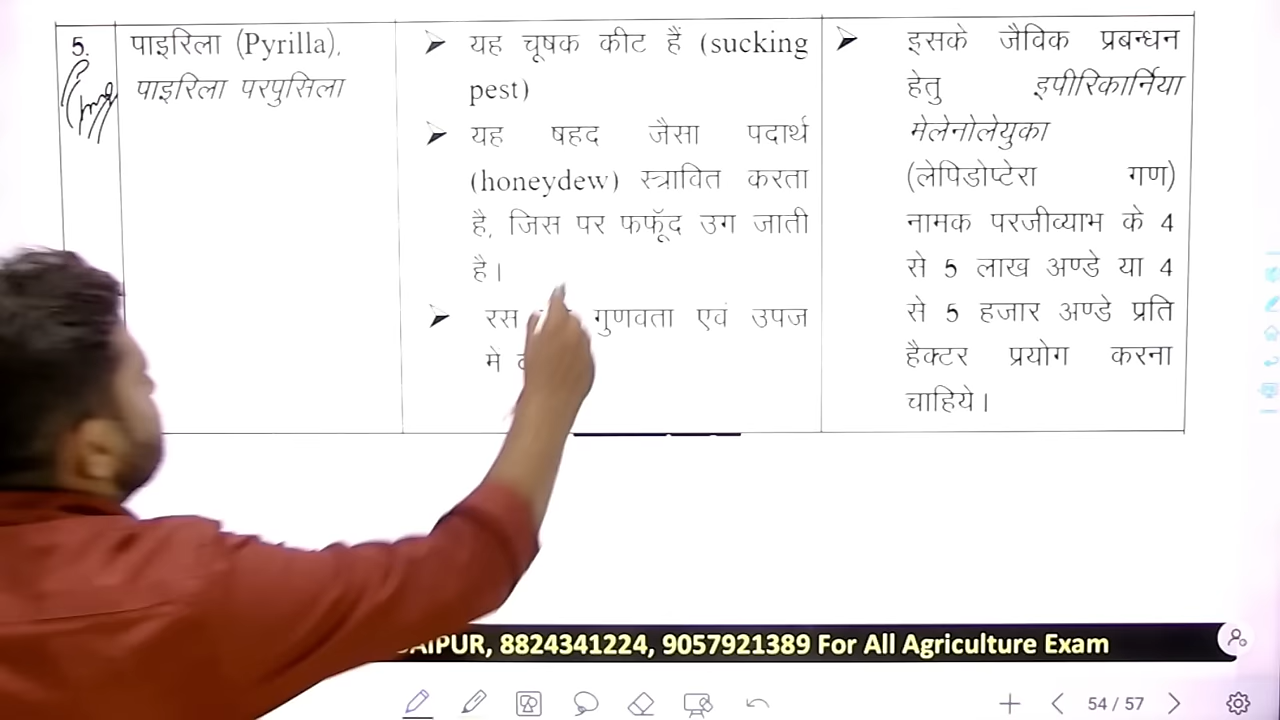 5.
पाइरिला (Pyrilla),
पाइरिला परपुसिला
यह चूषक कीट हैं (sucking
pest)
यह षहद जैसा पदार्थ
(honeydew) स्त्रावित करता
है, जिस पर फफूँद उग जाती
है।
रस गुणवता एवं उपज
मे
इसके जैविक प्रबन्धन
हेतु इपीरिकार्निया
मेलेनोलेयुका
(लेपिडोप्टेरा गण)
नामक परजीव्याभ के 4
से 5 लाख अण्डे या 4
से 5 हजार अण्डे प्रति
हैक्टर प्रयोग करना
चाहिये।
JAIPUR, 8824341224, 9057921389 For All Agriculture Exam
54 / 57